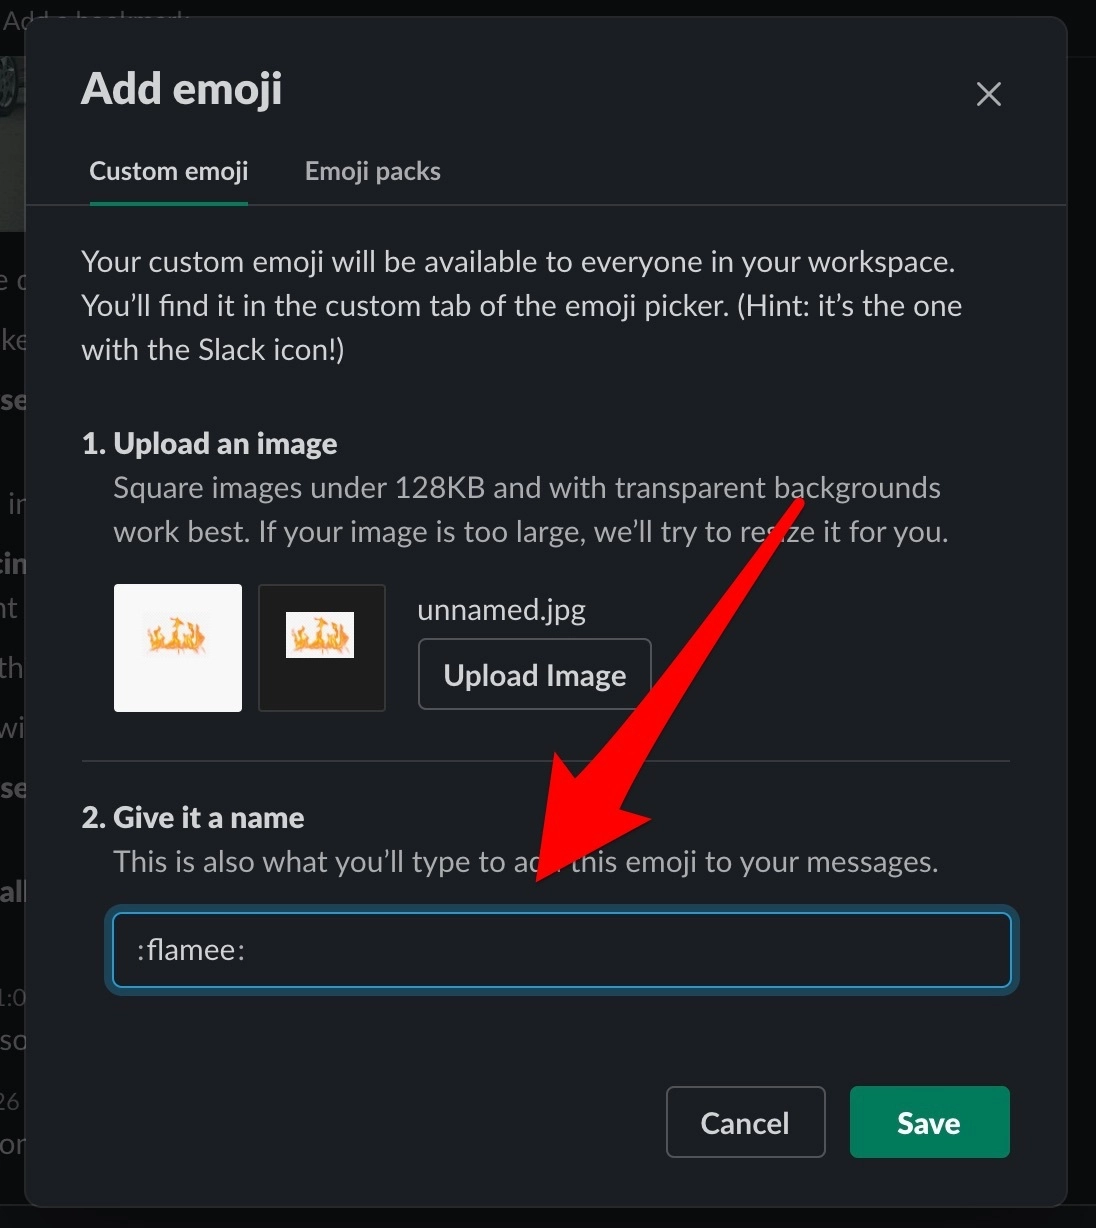 Add emoji
Custom emoji Emoji packs
Your custom emoji will be available to everyone in your workspace.
You’ll find it in the custom tab of the emoji picker. (Hint: it’s the one
with the Slack icon!)
1. Upload an image
Square images under 128KB and with transparent backgrounds
work best. If your image is too large, we’ll try to resize it for you.
unnamed.jpg
Upload Image
2. Give it a name
This is also what you’ll type to add this emoji to your messages.
:flamee:
Cancel Save